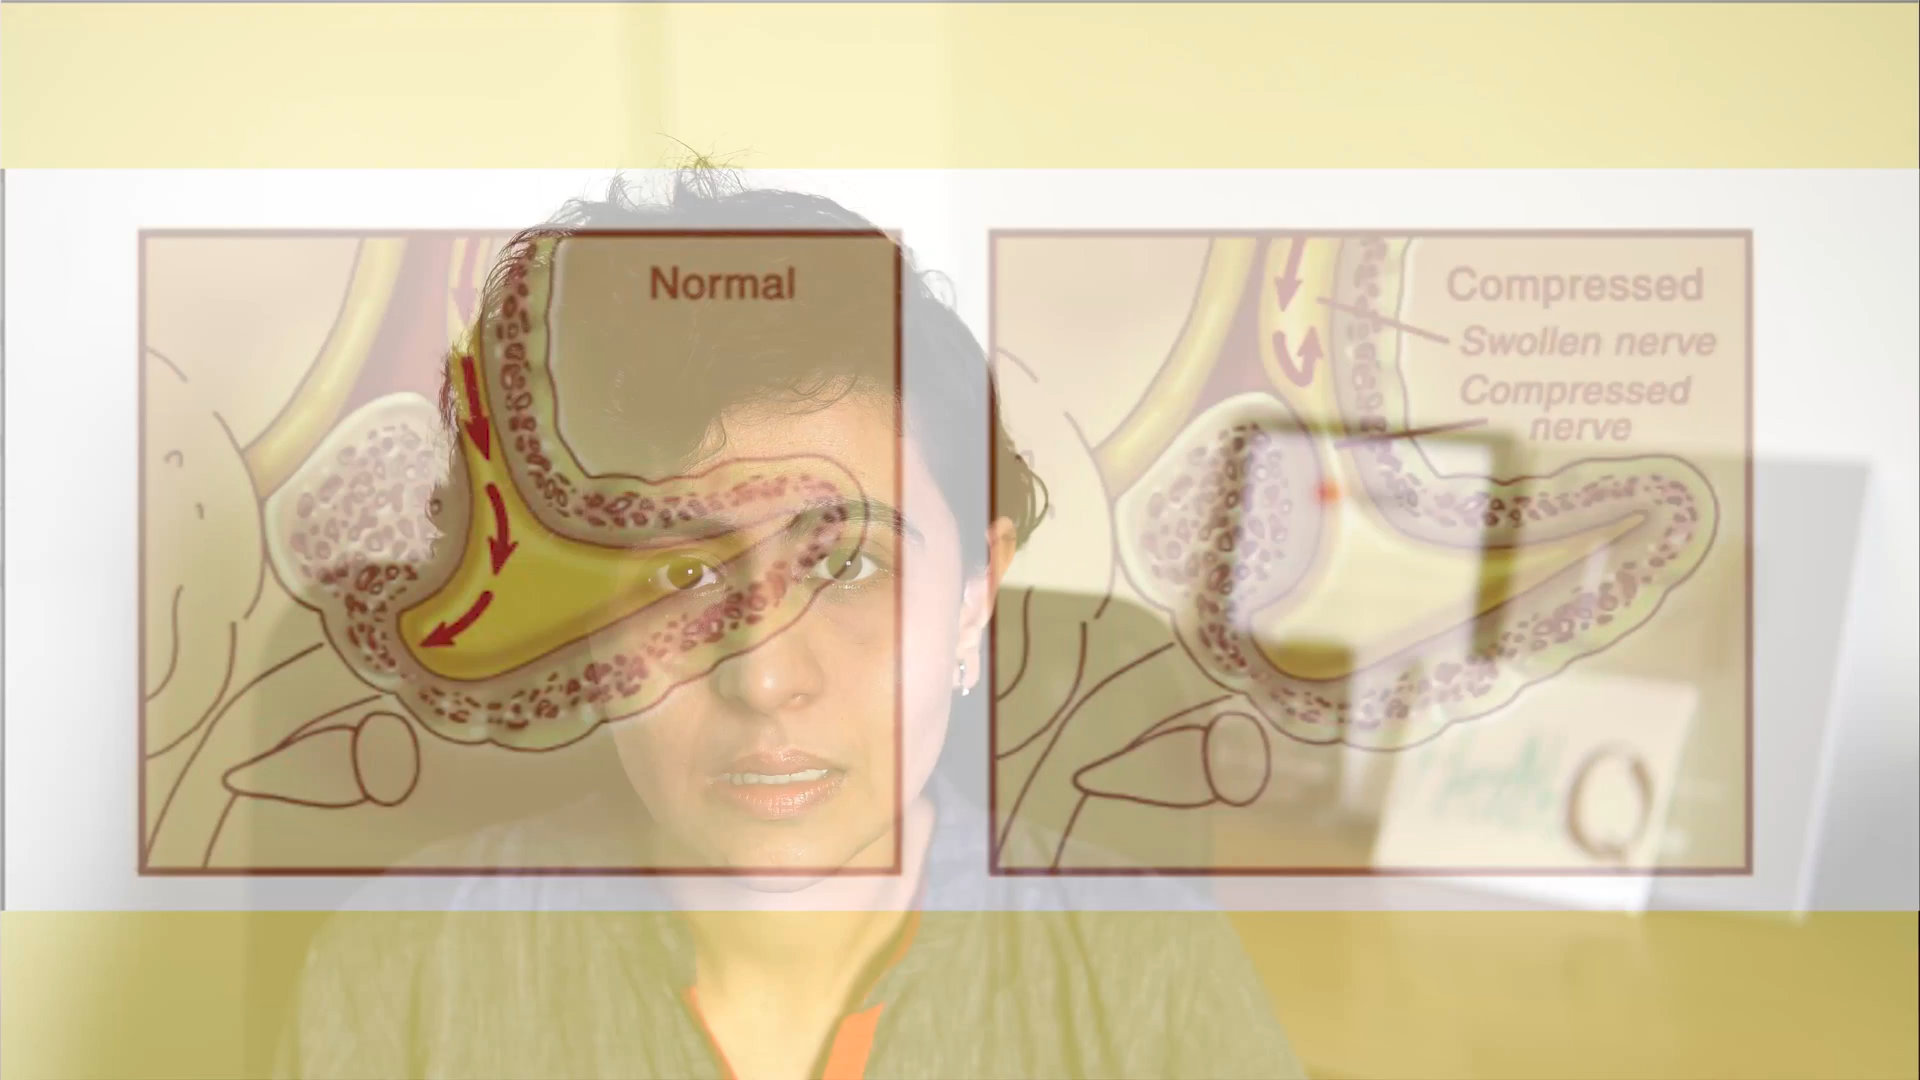 Normal
Compressed
Swollen nerve
Compressed
nerve
Q